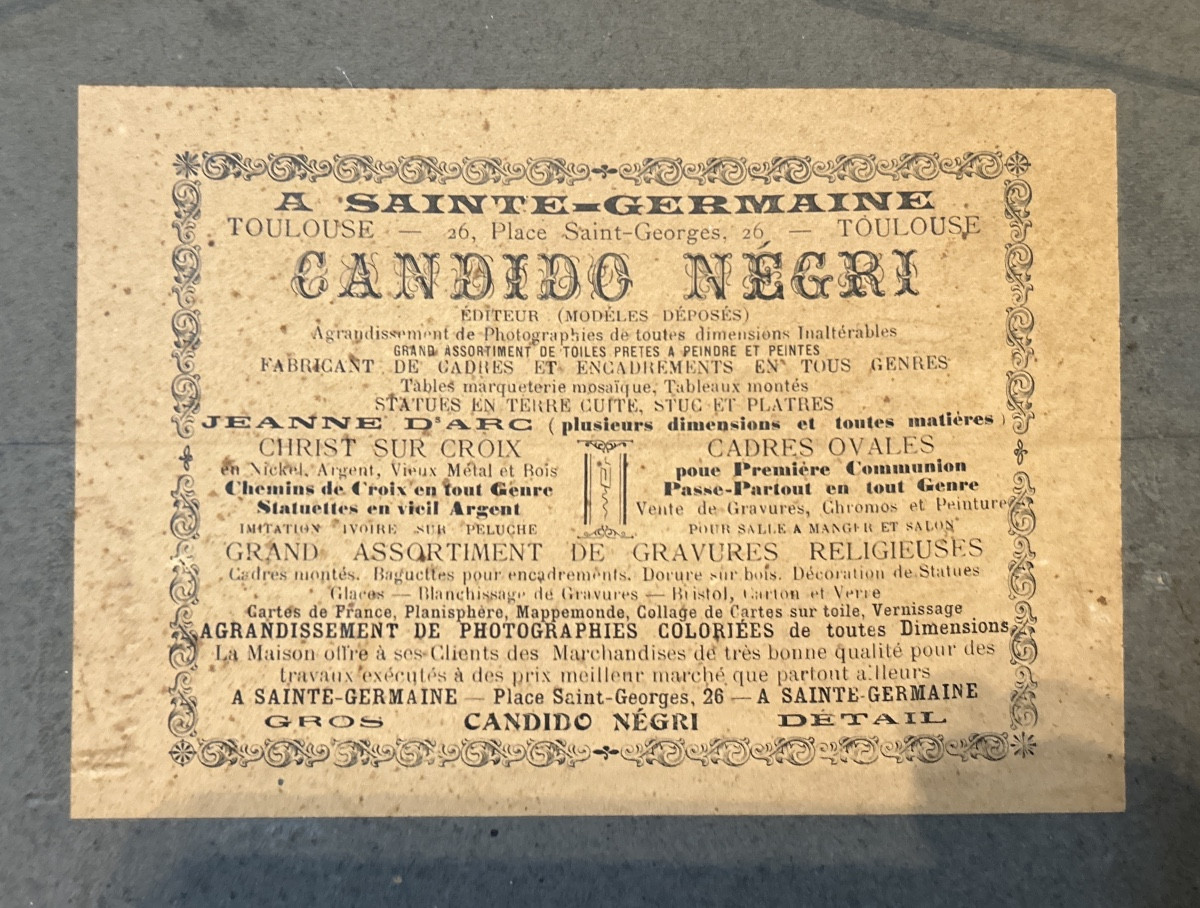 A SAINTE-GERMAINE
TOULOUSE — 26, Place Saint-Georges, 26 — TOULOUSE
CANDIDO NÉGRI
ÉDITEUR (MODÈLES DÉPOSÉS)
Agrandissement de Photographies de toutes dimensions Inaltérables
GRAND ASSORTIMENT DE TOILES PRETES A PEINDRE ET PEINTES
FABRICANT DE CADRES ET ENCADREMENTS EN TOUS GENRES
Tables marqueterie mosaïque, Tableaux montés
STATUES EN TERRE CUITE, STUC ET PLATRES
JEANNE D'ARC (plusieurs dimensions et toutes matières)
CHRIST SUR CROIX
en Nickel, Argent, Vieux Métal et Bois
Chemins de Croix en tout Genre
Statuettes en vieil Argent
IMITATION IVOIRE SUR PELUCHE
CADRES OVALES
poue Première Communion
Passe-Partout en tout Genre
Vente de Gravures, Chromos et Peintures
POUR SALLE A MANGER ET SALON
GRAND ASSORTIMENT DE GRAVURES RELIGIEUSES
Cadres montés. Baguettes pour encadrements. Dorure sur bois. Décoration de Statues
Glaces — Blanchissage de Gravures — Bristol, Carton et Verre
Cartes de France, Planisphère, Mappemonde, Collage de Cartes sur toile, Vernissage
AGRANDISSEMENT DE PHOTOGRAPHIES COLORIÉES de toutes Dimensions
La Maison offre à ses Clients des Marchandises de très bonne qualité pour des
travaux exécutés à des prix meilleur marché que partout ailleurs
A SAINTE-GERMAINE — Place Saint-Georges, 26 — A SAINTE-GERMAINE
GROS CANDIDO NÉGRI DÉTAIL